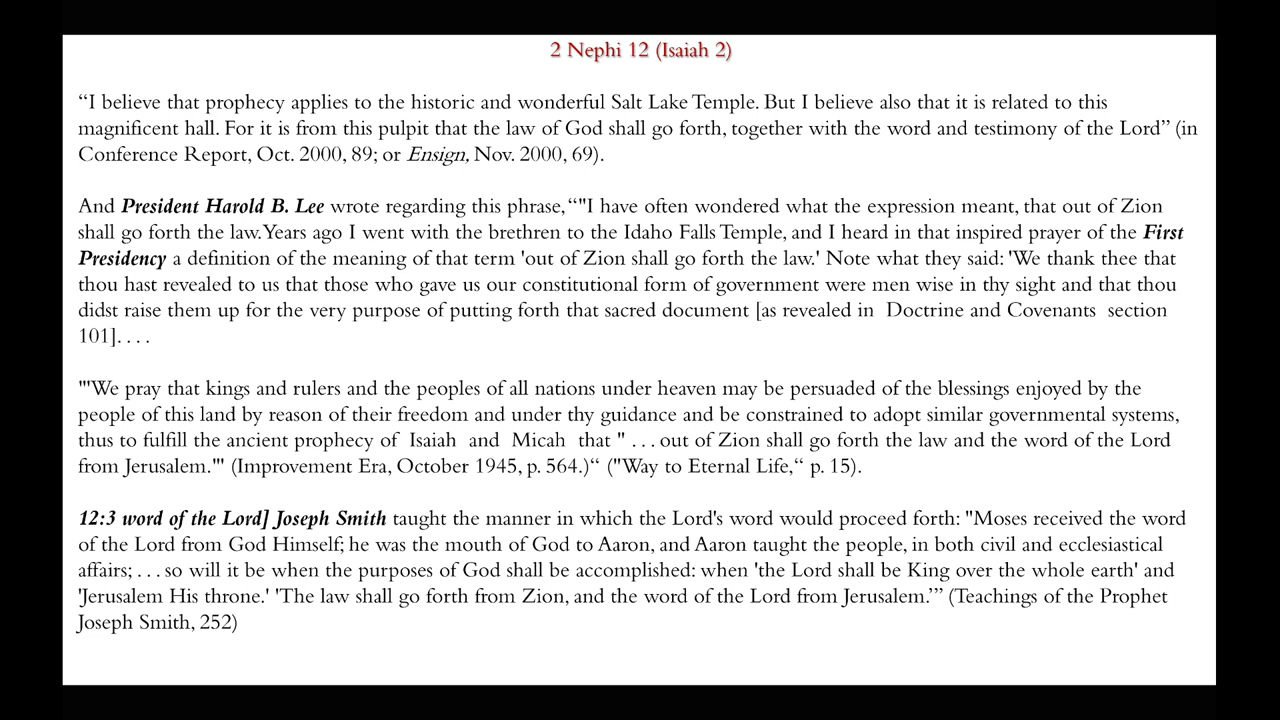 2 Nephi 12 (Isaiah 2)
“I believe that prophecy applies to the historic and wonderful Salt Lake Temple. But I believe also that it is related to this
magnificent hall. For it is from this pulpit that the law of God shall go forth, together with the word and testimony of the Lord” (in
Conference Report, Oct. 2000, 89; or Ensign, Nov. 2000, 69).
And President Harold B. Lee wrote regarding this phrase, “"I have often wondered what the expression meant, that out of Zion
shall go forth the law. Years ago I went with the brethren to the Idaho Falls Temple, and I heard in that inspired prayer of the First
Presidency a definition of the meaning of that term 'out of Zion shall go forth the law.' Note what they said: 'We thank thee that
thou hast revealed to us that those who gave us our constitutional form of government were men wise in thy sight and that thou
didst raise them up for the very purpose of putting forth that sacred document [as revealed in Doctrine and Covenants section
101]. . . .
"'We pray that kings and rulers and the peoples of all nations under heaven may be persuaded of the blessings enjoyed by the
people of this land by reason of their freedom and under thy guidance and be constrained to adopt similar governmental systems,
thus to fulfill the ancient prophecy of Isaiah and Micah that " . . . out of Zion shall go forth the law and the word of the Lord
from Jerusalem."' (Improvement Era, October 1945, p. 564.)“ ("Way to Eternal Life,“ p. 15).
12:3 word of the Lord] Joseph Smith taught the manner in which the Lord's word would proceed forth: "Moses received the word
of the Lord from God Himself; he was the mouth of God to Aaron, and Aaron taught the people, in both civil and ecclesiastical
affairs; . . . so will it be when the purposes of God shall be accomplished: when 'the Lord shall be King over the whole earth' and
'Jerusalem His throne.' 'The law shall go forth from Zion, and the word of the Lord from Jerusalem.’” (Teachings of the Prophet
Joseph Smith, 252)